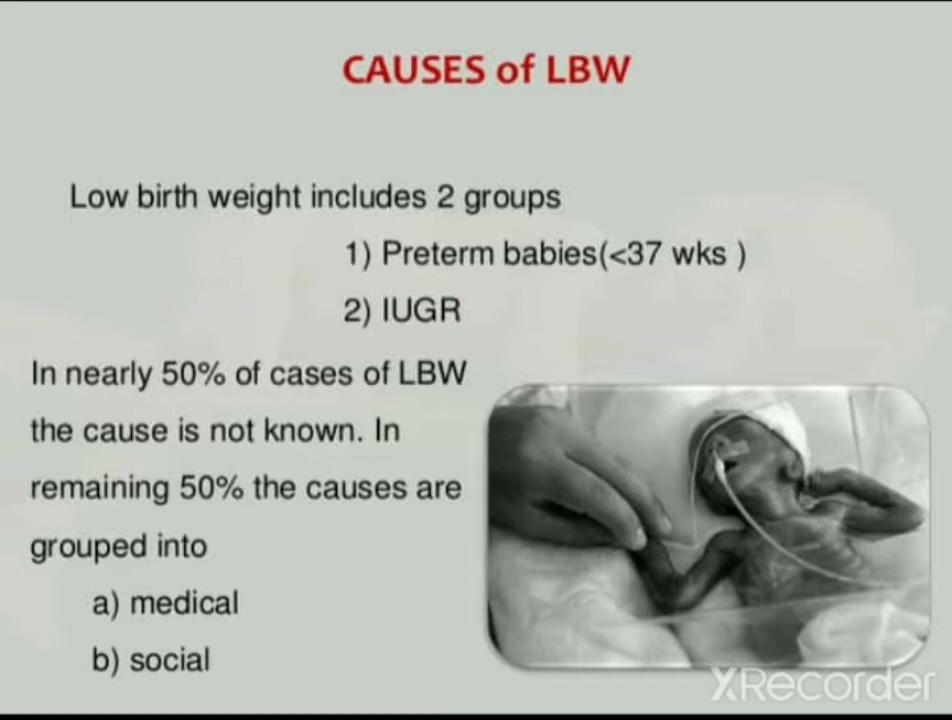 CAUSES of LBW
Low birth weight includes 2 groups
1) Preterm babies(<37 wks )
2) IUGR
In nearly 50% of cases of LBW
the cause is not known. In
remaining 50% the causes are
grouped into
a) medical
b) social
XRecorder